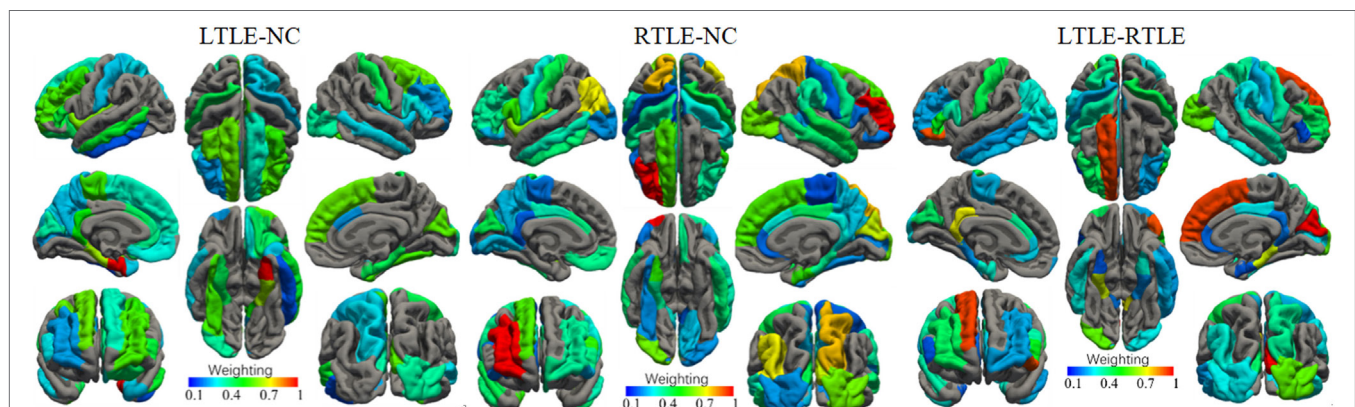 LTLE-NC
RTLE-NC
LTLE-RTLE
Weighting
0.1 0.4 0.7 1
Weighting
0.1 0.4 0.7 1
Weighting
0.1 0.4 0.7 1